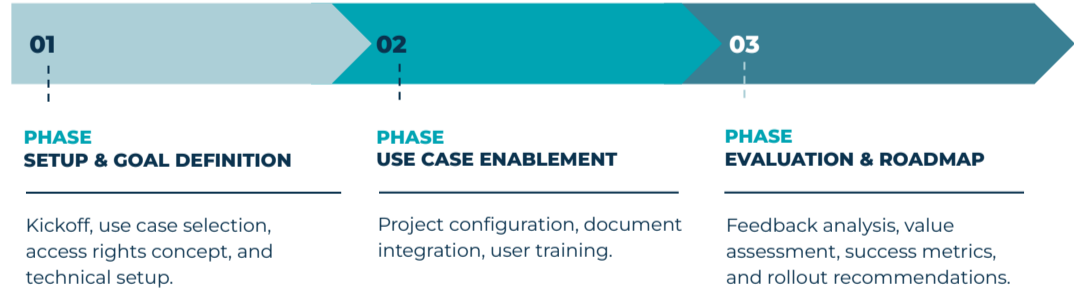 01
02
03
PHASE
SETUP & GOAL DEFINITION
Kickoff, use case selection,
access rights concept, and
technical setup.
PHASE
USE CASE ENABLEMENT
Project configuration, document
integration, user training.
PHASE
EVALUATION & ROADMAP
Feedback analysis, value
assessment, success metrics,
and rollout recommendations.